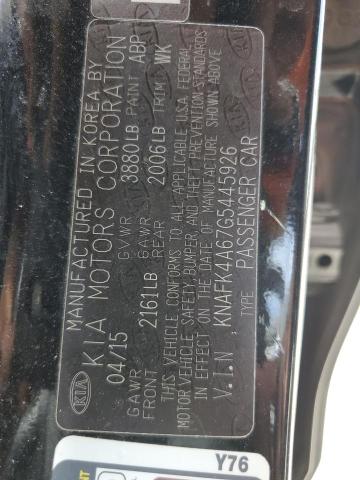 MANUFACTURED IN KOREA BY
KIA MOTORS CORPORATION
04/15 GVWR 3880LB PAINT ABP
GAWR FRONT 2161LB GAWR REAR 2006LB TRIM WK
THIS VEHICLE CONFORMS TO ALL APPLICABLE USA FEDERAL
MOTOR VEHICLE SAFETY,BUMPER, AND THEFT PREVENTION STANDARDS
IN EFFECT ON THE DATE OF MANUFACTURE SHOWN ABOVE
V.I.N : KNAFK4A67G5445926
TYPE : PASSENGER CAR
KIA
Y76